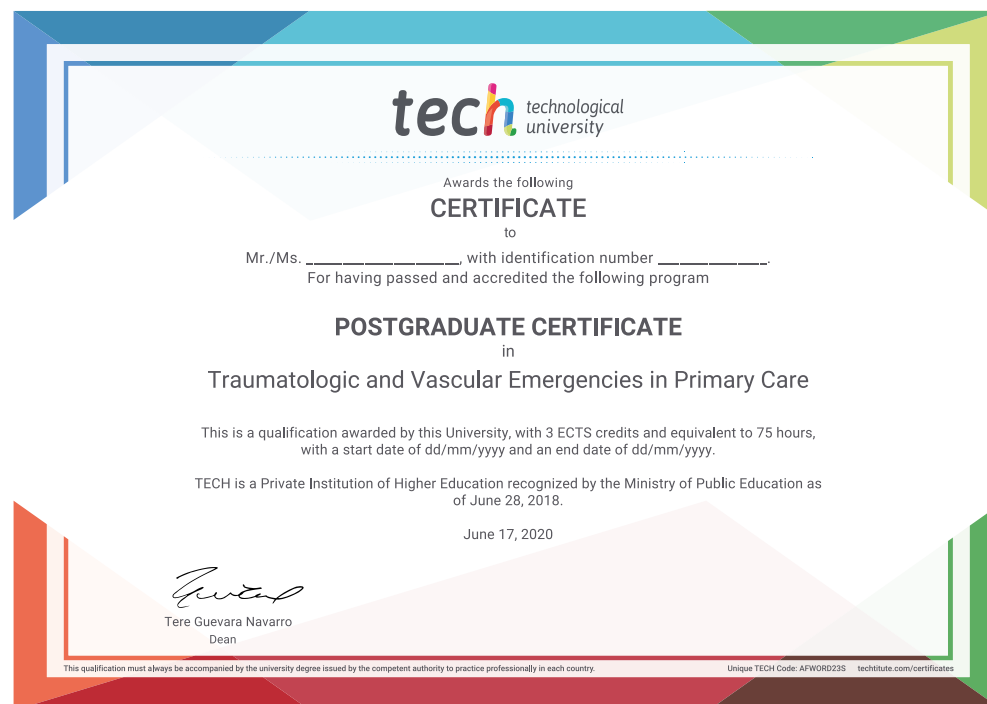 tech technological
university
Awards the following
CERTIFICATE
to
Mr./Ms. ____________________, with identification number ______________.
For having passed and accredited the following program
POSTGRADUATE CERTIFICATE
in
Traumatologic and Vascular Emergencies in Primary Care
This is a qualification awarded by this University, with 3 ECTS credits and equivalent to 75 hours,
with a start date of dd/mm/yyyy and an end date of dd/mm/yyyy.
TECH is a Private Institution of Higher Education recognized by the Ministry of Public Education as
of June 28, 2018.
June 17, 2020
Tere Guevara Navarro
Dean
This qualification must always be accompanied by the university degree issued by the competent authority to practice professionally in each country.
Unique TECH Code: AFWORD23S techtitute.com/certificates